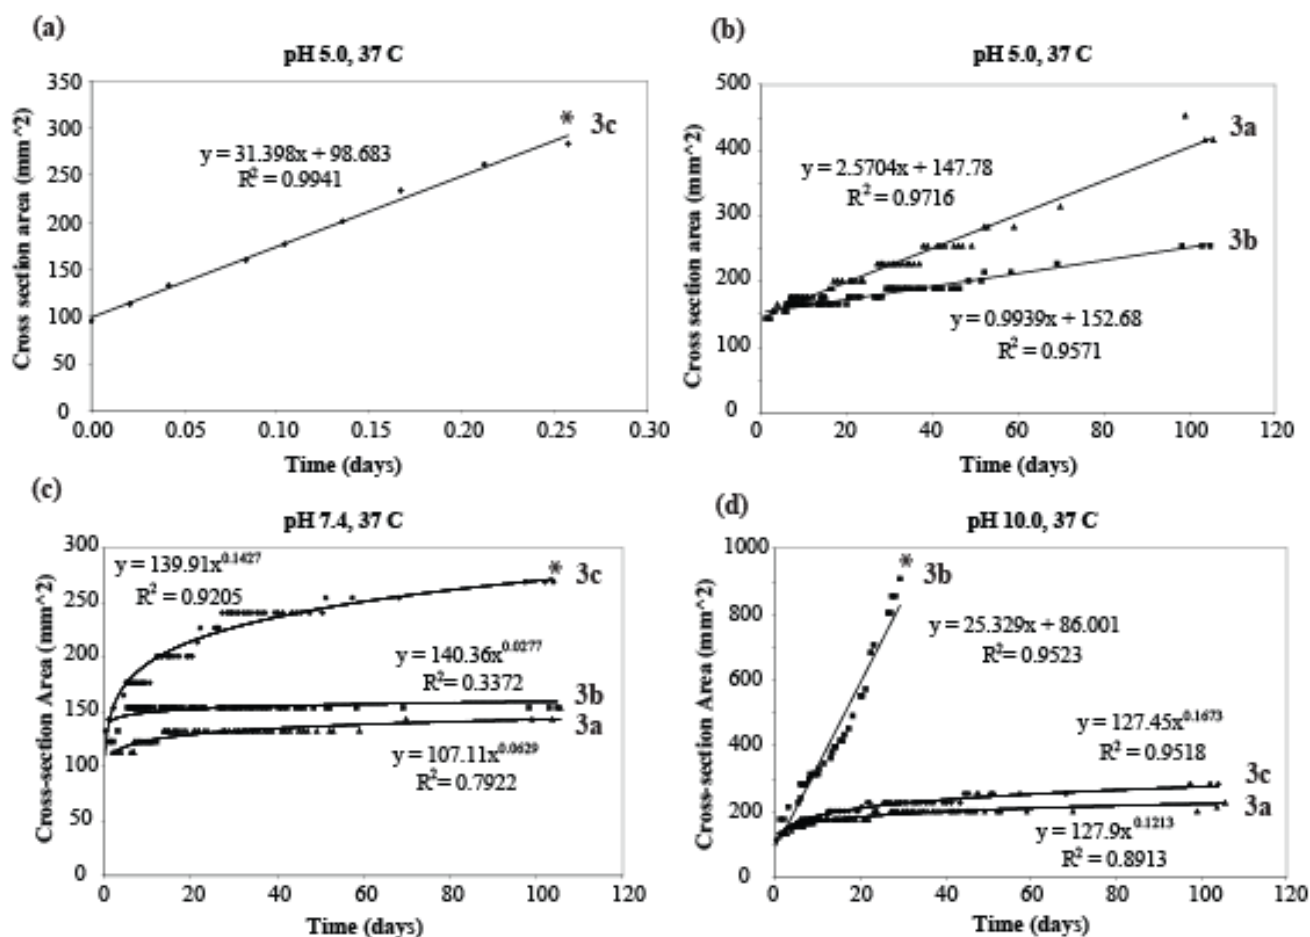 (a)
pH 5.0, 37 C
350
300
250
200
150
100
50
0
Cross section area (mm^2)
* 3c
y = 31.398x + 98.683
R² = 0.9941
0.00 0.05 0.10 0.15 0.20 0.25 0.30
Time (days)
(b)
pH 5.0, 37 C
500
400
300
200
100
0
Cross section area (mm^2)
3a
y = 2.5704x + 147.78
R² = 0.9716
3b
y = 0.9939x + 152.68
R² = 0.9571
0 20 40 60 80 100 120
Time (days)
(c)
pH 7.4, 37 C
300
250
200
150
100
50
0
Cross-section Area (mm^2)
y = 139.91x^0.1427
R² = 0.9205
* 3c
y = 140.36x^0.0277
R² = 0.3372
3b
3a
y = 107.11x^0.0629
R² = 0.7922
0 20 40 60 80 100 120
Time (days)
(d)
pH 10.0, 37 C
1000
800
600
400
200
0
Cross-section Area (mm^2)
3b *
y = 25.329x + 86.001
R² = 0.9523
y = 127.45x^0.1673
R² = 0.9518
3c
3a
y = 127.9x^0.1213
R² = 0.8913
0 20 40 60 80 100 120
Time (days)